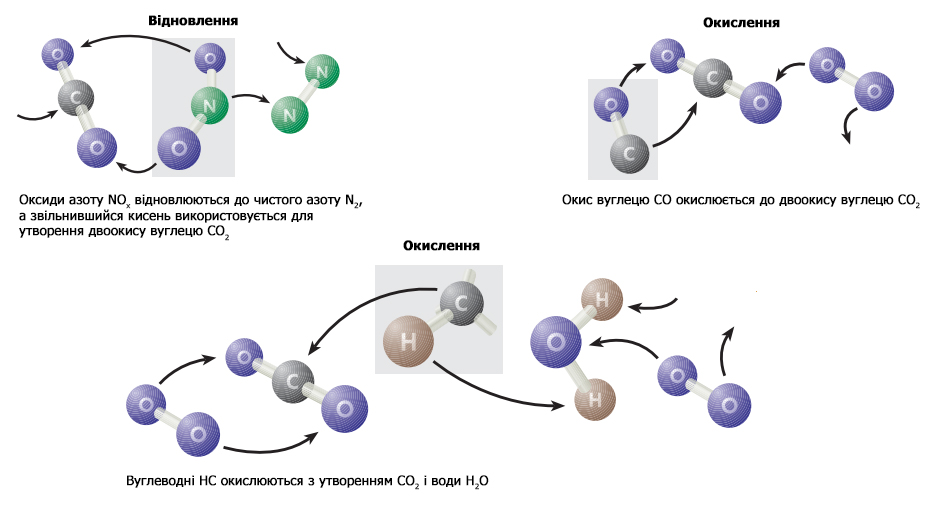 Відновлення
O
O
N
C
N
N
O
O
Оксиди азоту NOx відновлюються до чистого азоту N2,
а звільнившийся кисень використовується для
утворення двоокису вуглецю CO2
Окислення
O
O
C
O
O
O
C
Окис вуглецю CO окислюється до двоокису вуглецю CO2
Окислення
C
H
H
O
O
C
O
O
O
H
O
O
Вуглеводні HC окислюються з утворенням CO2 і води H2O